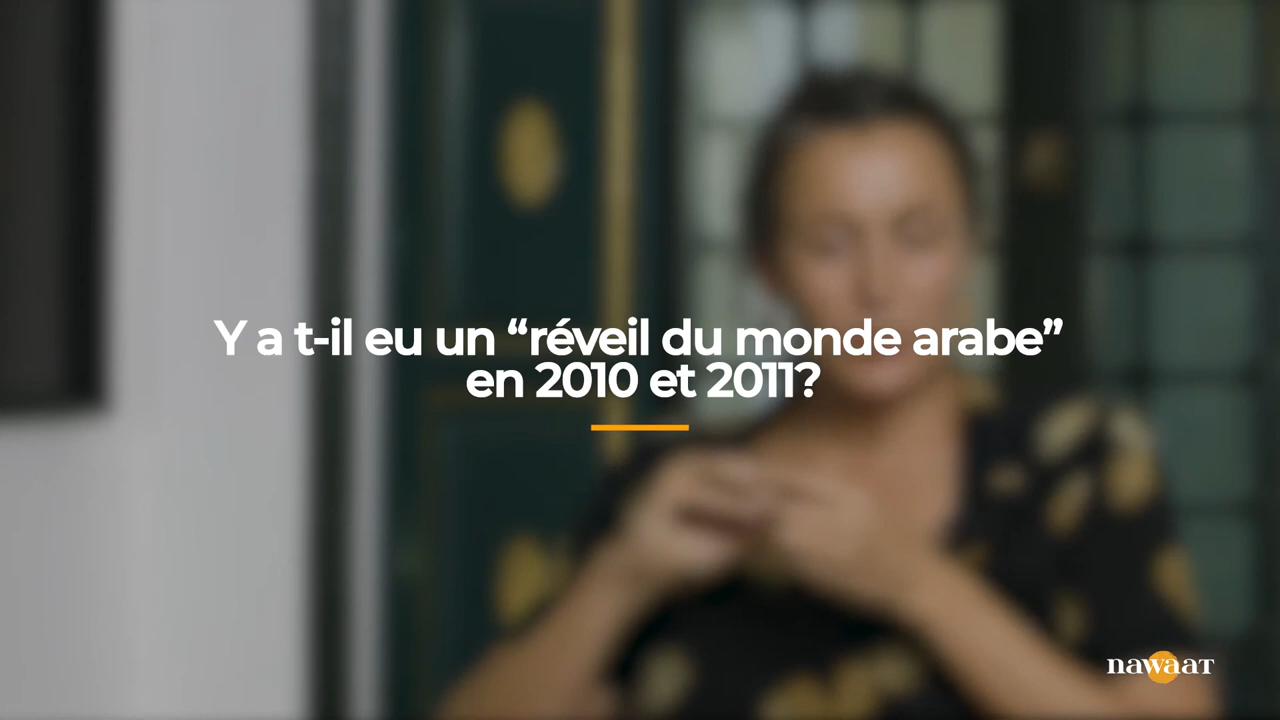 Y a t-il eu un “réveil du monde arabe”
en 2010 et 2011?
nawaat